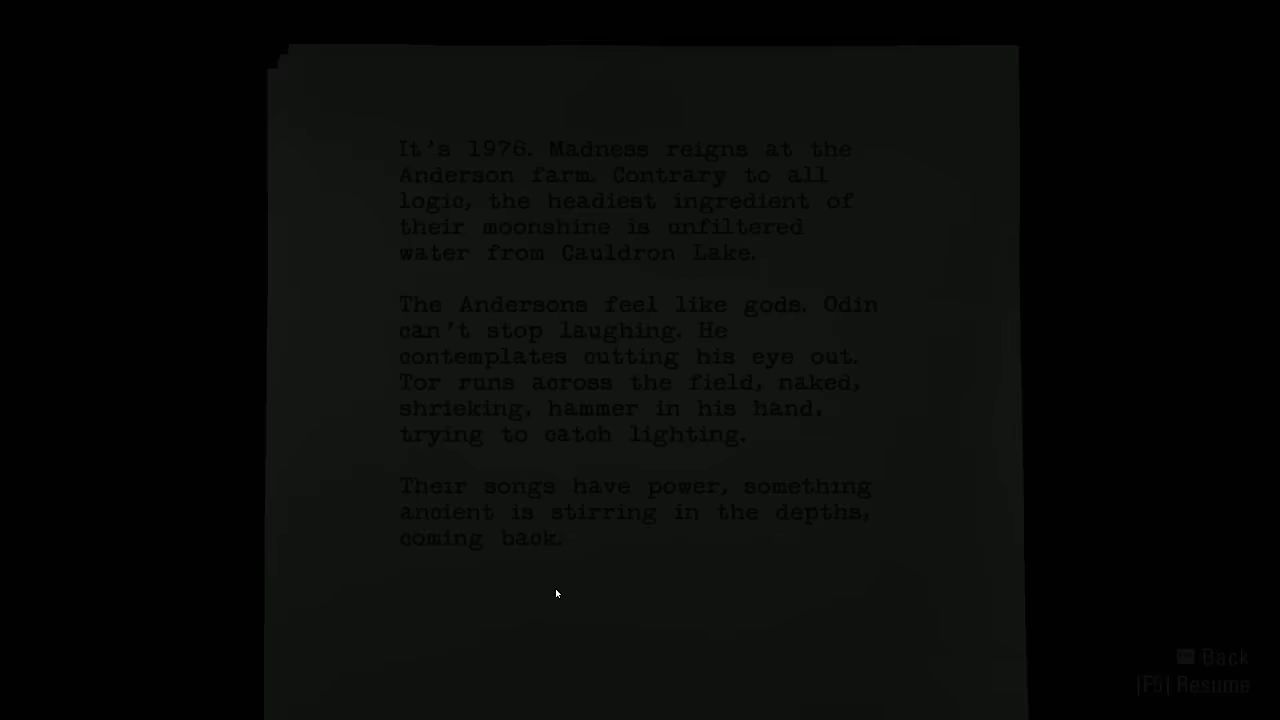 It's 1976. Madness reigns at the
Anderson farm. Contrary to all
logic, the headiest ingredient of
their moonshine is unfiltered
water from Cauldron Lake.
The Andersons feel like gods. Odin
can't stop laughing. He
contemplates cutting his eye out.
Tor runs across the field, naked,
shrieking, hammer in his hand,
trying to catch lighting.
Their songs have power, something
ancient is stirring in the depths,
coming back.
Back
[F5] Resume